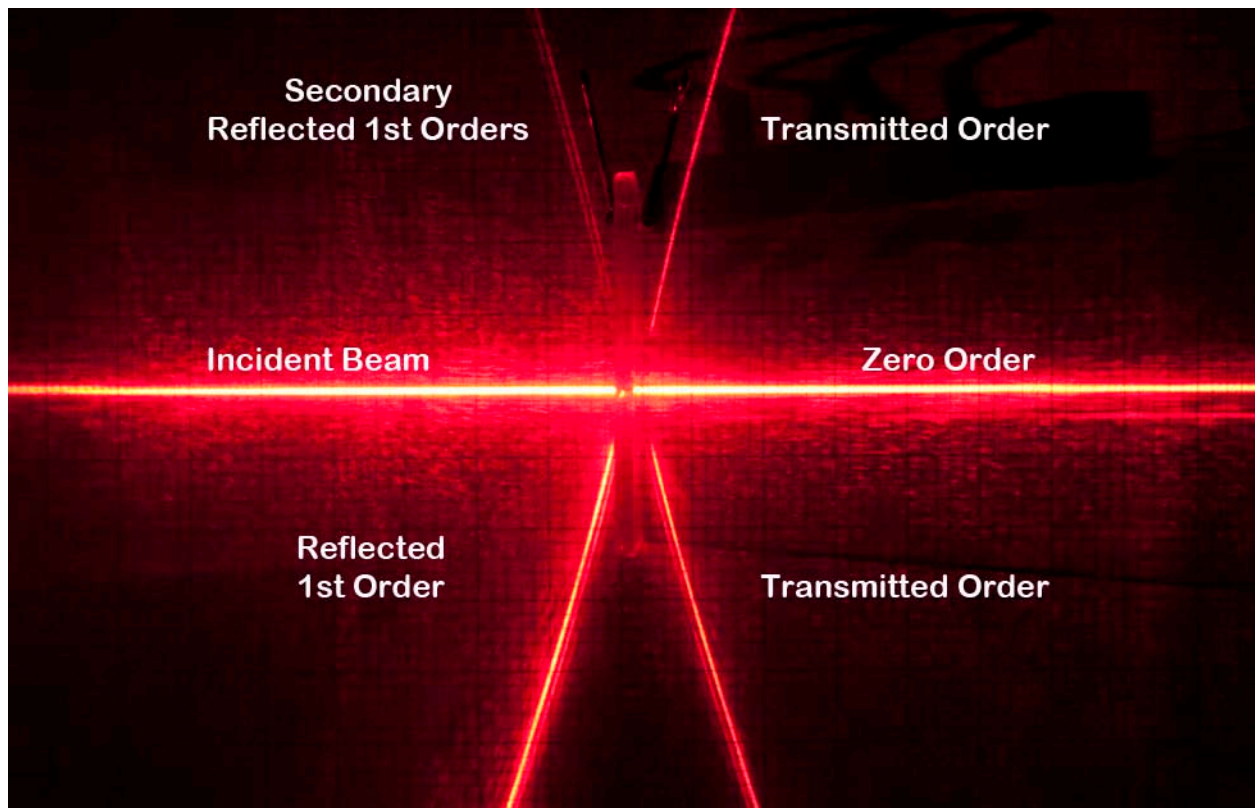 Secondary
Reflected 1st Orders
Transmitted Order
Incident Beam
Zero Order
Reflected
1st Order
Transmitted Order